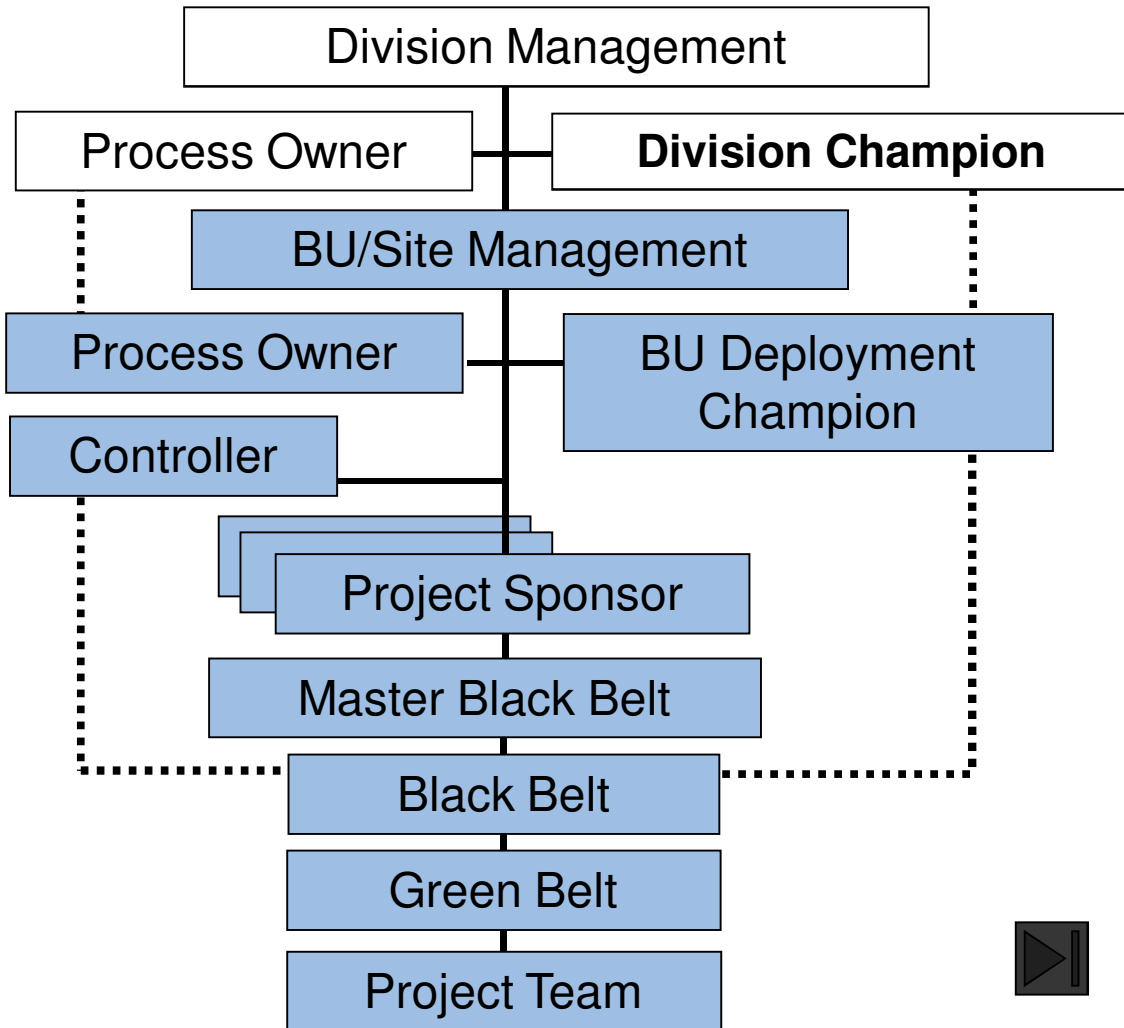 Division Management
Process Owner
Division Champion
BU/Site Management
Process Owner
BU Deployment
Champion
Controller
Project Sponsor
Master Black Belt
Black Belt
Green Belt
Project Team